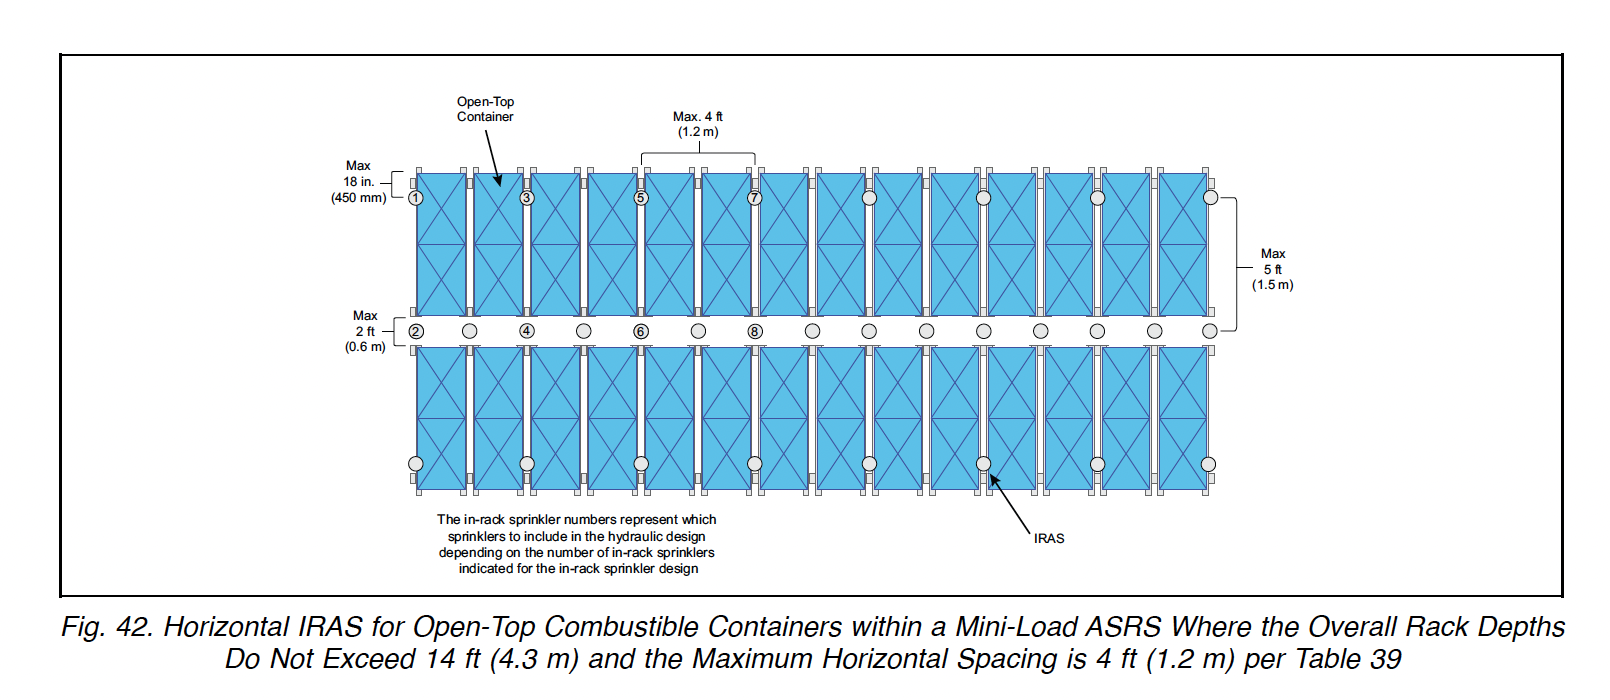 Open-Top
Container
Max. 4 ft
(1.2 m)
Max
18 in.
(450 mm)
1
3
5
7
Max
5 ft
(1.5 m)
Max
2 ft
(0.6 m)
2
4
6
8
The in-rack sprinkler numbers represent which
sprinklers to include in the hydraulic design
depending on the number of in-rack sprinklers
indicated for the in-rack sprinkler design
IRAS
Fig. 42. Horizontal IRAS for Open-Top Combustible Containers within a Mini-Load ASRS Where the Overall Rack Depths
Do Not Exceed 14 ft (4.3 m) and the Maximum Horizontal Spacing is 4 ft (1.2 m) per Table 39